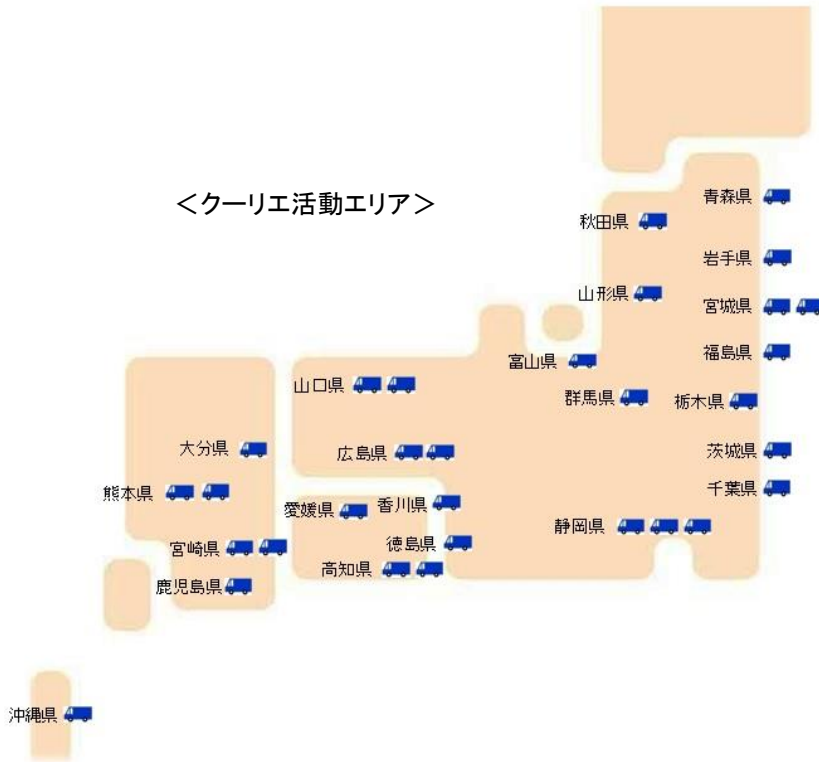 ＜クーリエ活動エリア＞
青森県
秋田県
岩手県
山形県
宮城県
福島県
富山県
山口県
群馬県
栃木県
大分県
広島県
茨城県
熊本県
千葉県
愛媛県
香川県
静岡県
宮崎県
徳島県
高知県
鹿児島県
沖縄県